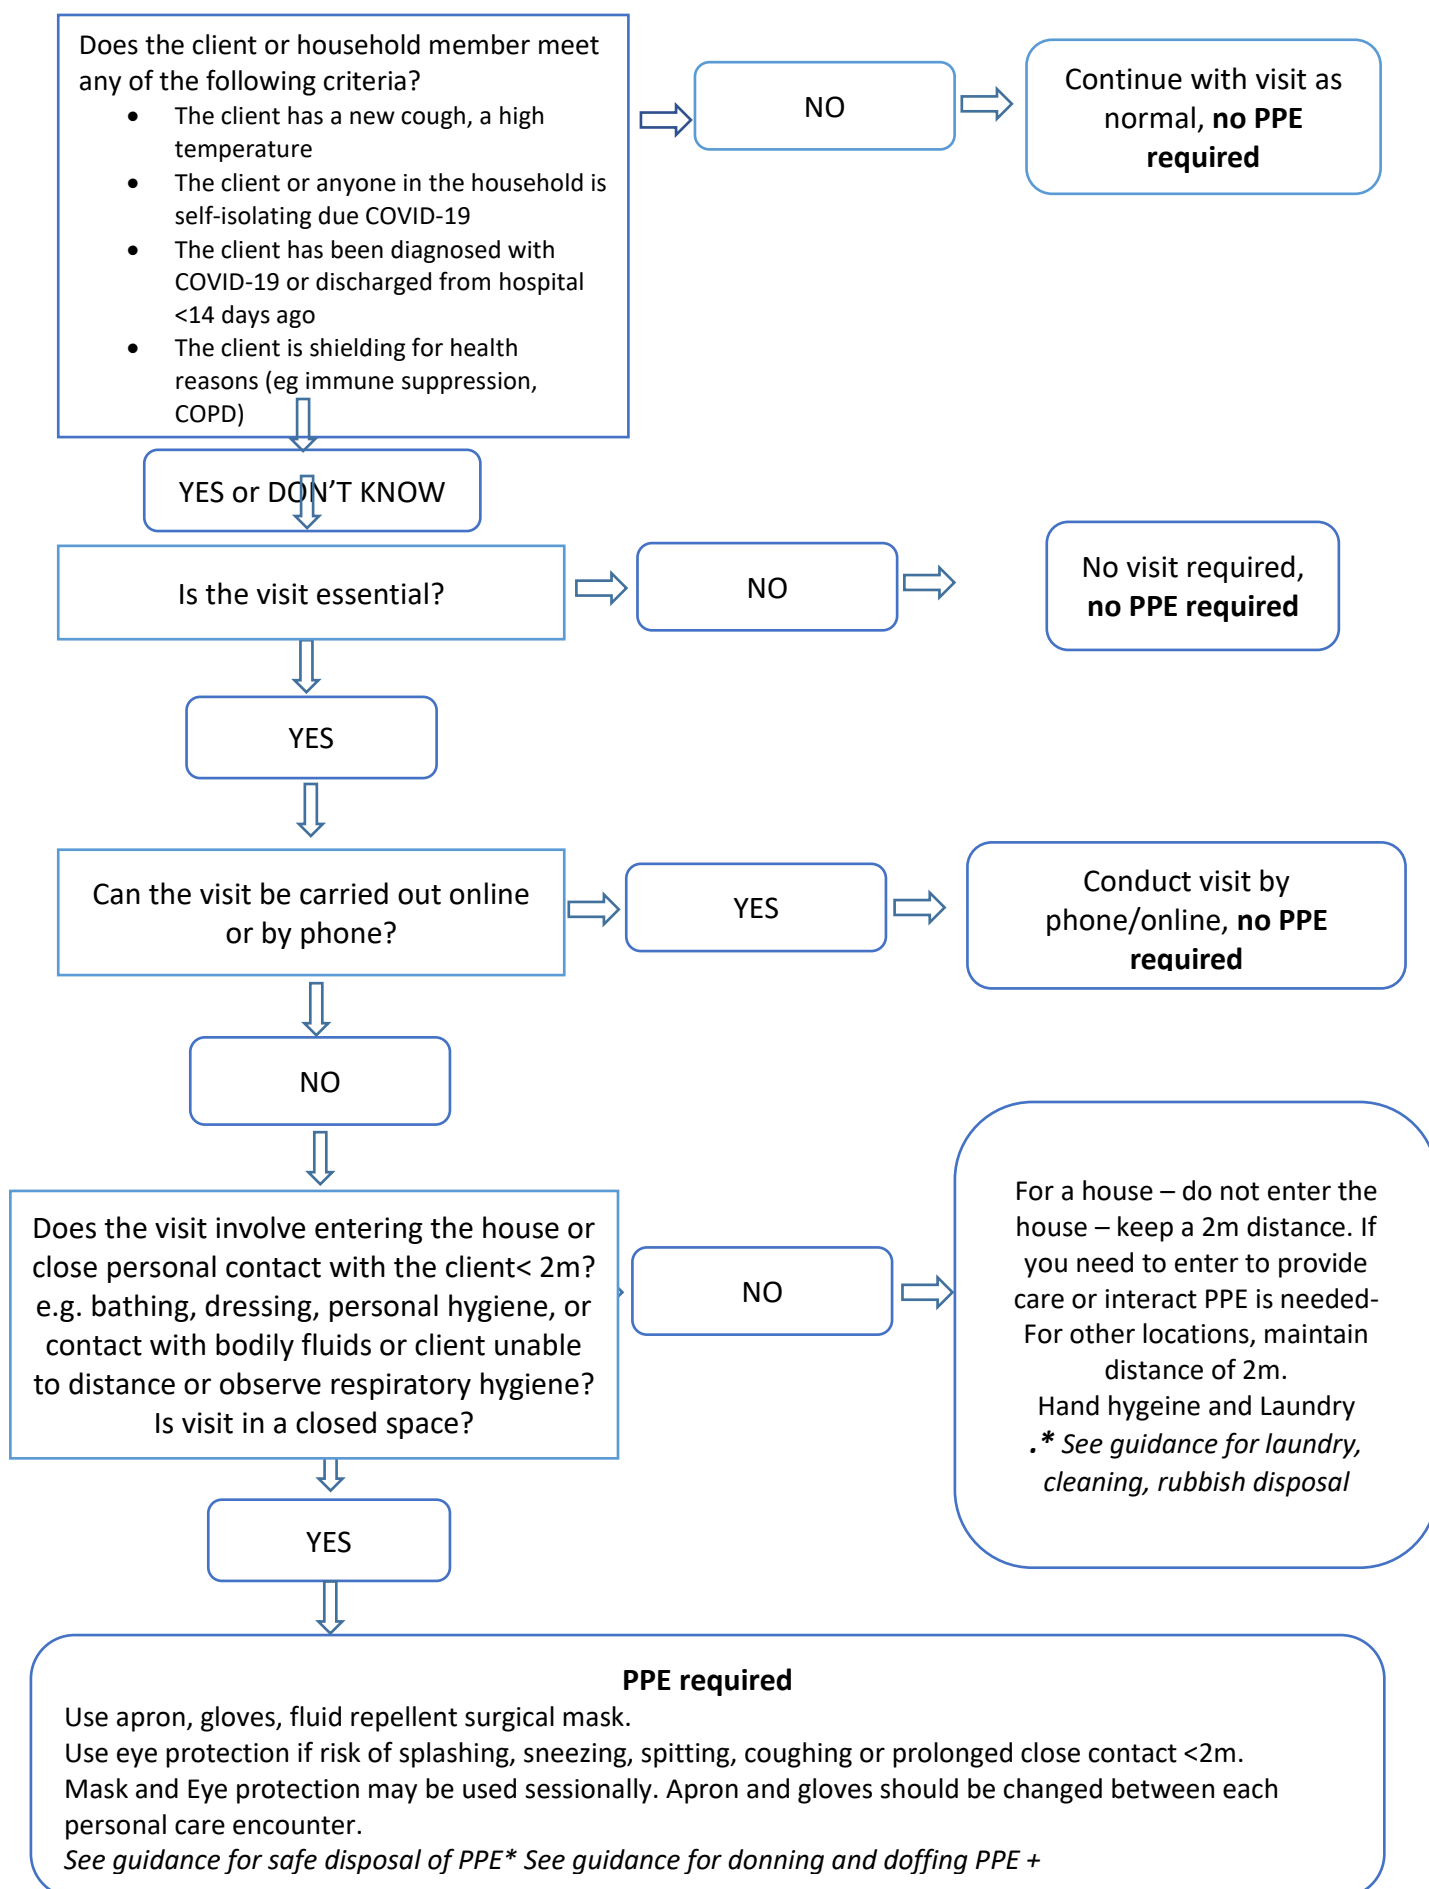 Does the client or household member meet
any of the following criteria?
• The client has a new cough, a high
temperature
• The client or anyone in the household is
self-isolating due COVID-19
• The client has been diagnosed with
COVID-19 or discharged from hospital
<14 days ago
• The client is shielding for health
reasons (eg immune suppression,
COPD)
NO
Continue with visit as
normal, no PPE
required
YES or DON'T KNOW
Is the visit essential?
NO
No visit required,
no PPE required
YES
Can the visit be carried out online
or by phone?
YES
Conduct visit by
phone/online, no PPE
required
NO
Does the visit involve entering the house or
close personal contact with the client< 2m?
e.g. bathing, dressing, personal hygiene, or
contact with bodily fluids or client unable
to distance or observe respiratory hygiene?
Is visit in a closed space?
NO
For a house – do not enter the
house – keep a 2m distance. If
you need to enter to provide
care or interact PPE is needed-
For other locations, maintain
distance of 2m.
Hand hygeine and Laundry
.* See guidance for laundry,
cleaning, rubbish disposal
YES
PPE required
Use apron, gloves, fluid repellent surgical mask.
Use eye protection if risk of splashing, sneezing, spitting, coughing or prolonged close contact <2m.
Mask and Eye protection may be used sessionally. Apron and gloves should be changed between each
personal care encounter.
See guidance for safe disposal of PPE* See guidance for donning and doffing PPE +